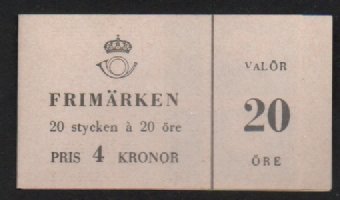 FRIMÄRKEN
20 stycken à 20 öre
PRIS 4 KRONOR
VALÖR
20
ÖRE